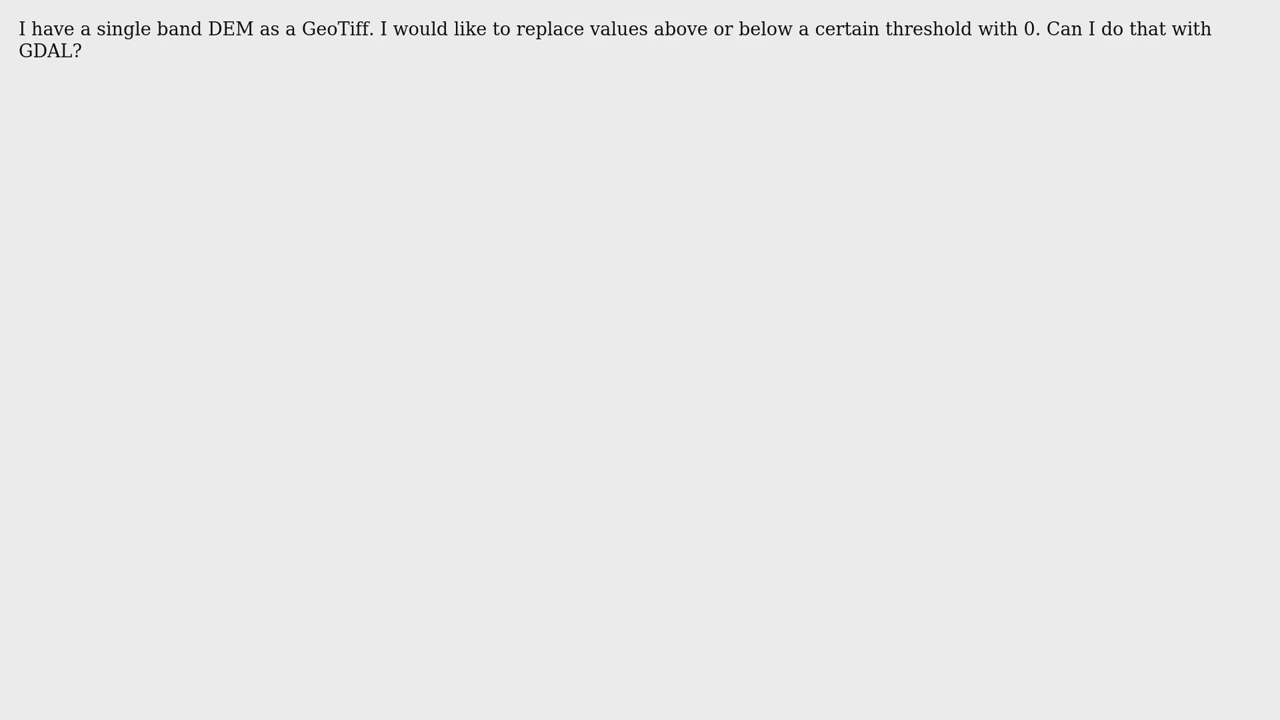 I have a single band DEM as a GeoTiff. I would like to replace values above or below a certain threshold with 0. Can I do that with
GDAL?